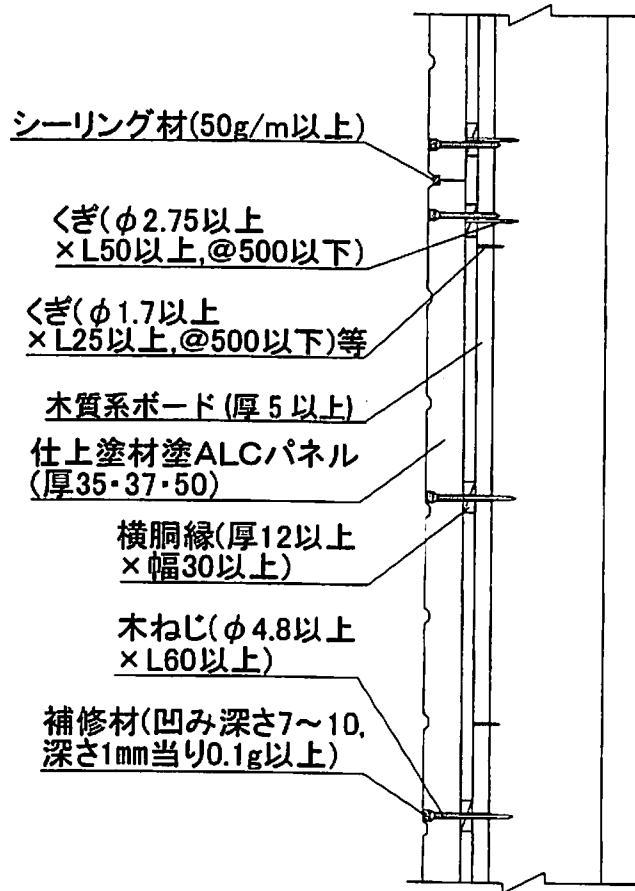 シーリング材(50g/m以上)
くぎ(φ2.75以上
×L50以上,@500以下)
くぎ(φ1.7以上
×L25以上,@500以下)等
木質系ボード(厚5以上)
仕上塗材塗ALCパネル
(厚35・37・50)
横胴縁(厚12以上
×幅30以上)
木ねじ(φ4.8以上
×L60以上)
補修材(凹み深さ7～10,
深さ1mm当り0.1g以上)